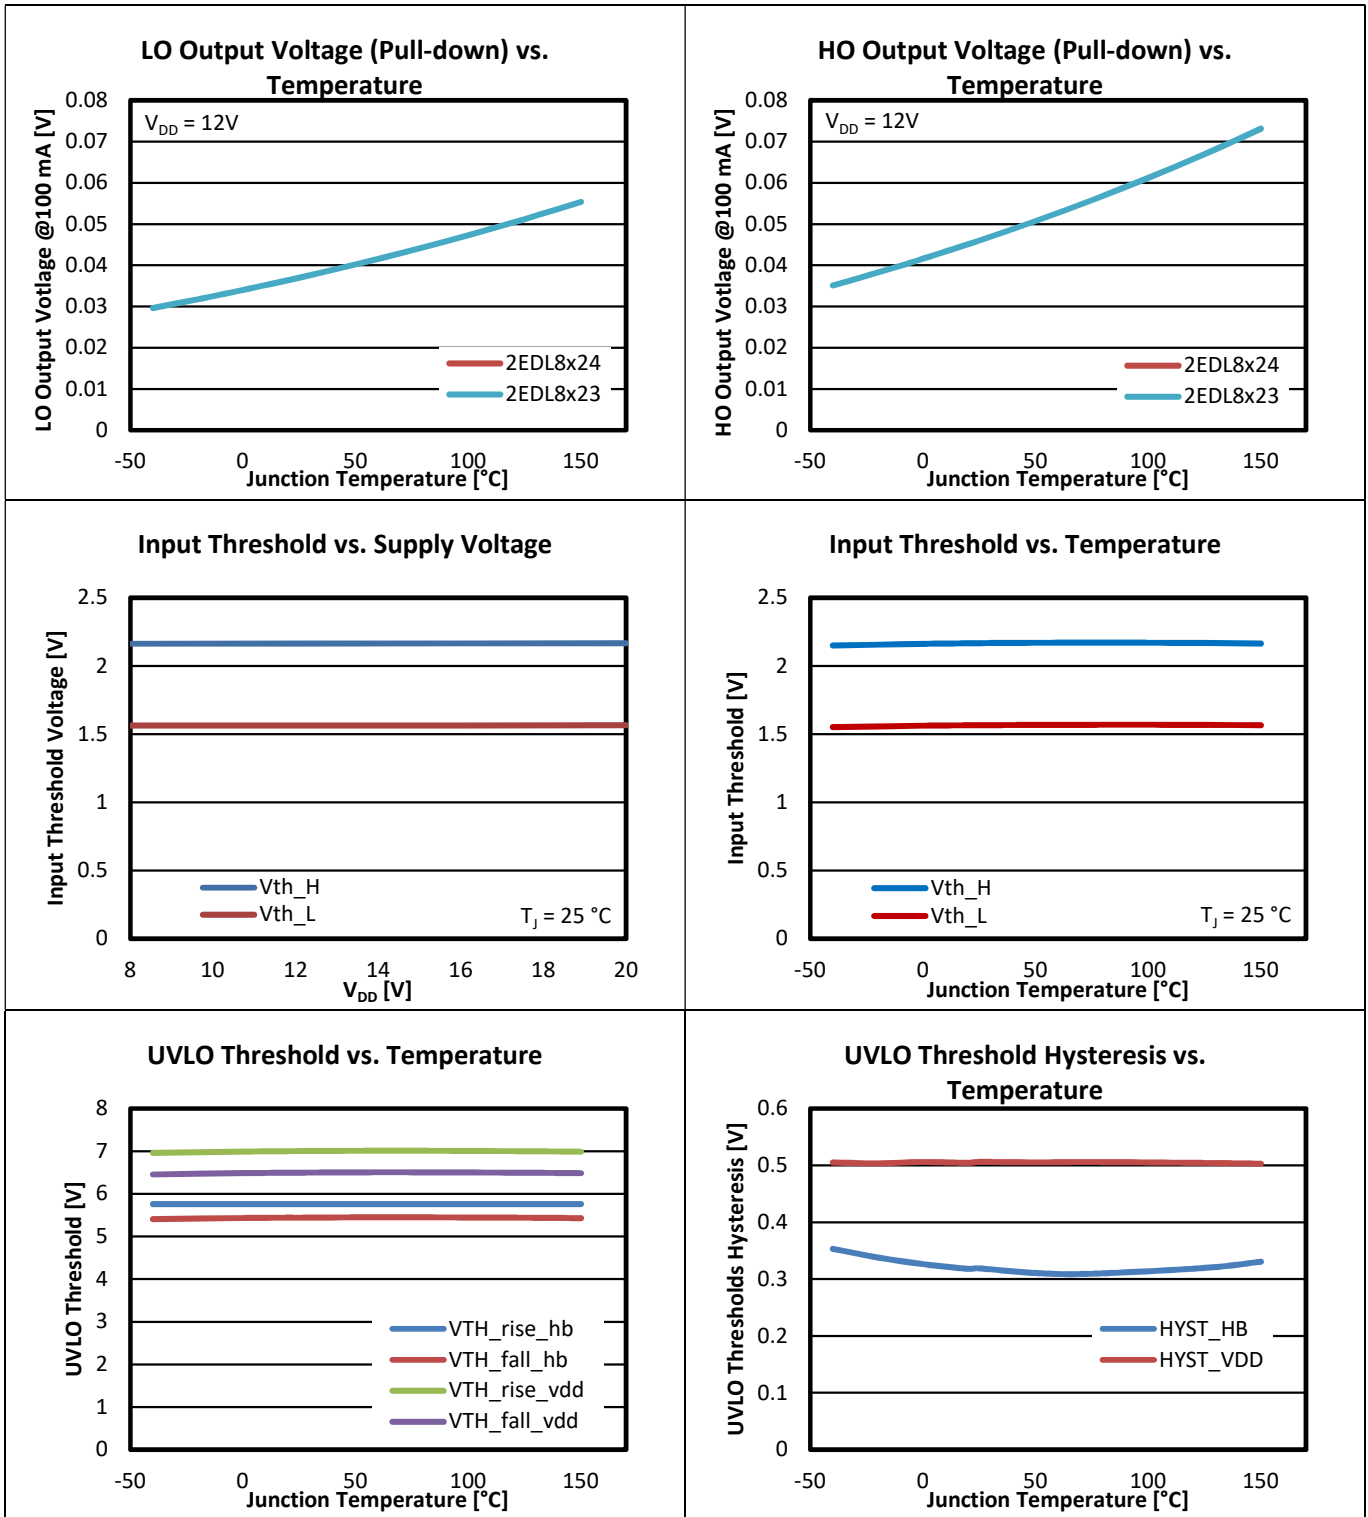 LO Output Voltage (Pull-down) vs.
Temperature
LO Output Votlage @100 mA [V]
0.08
0.07
0.06
0.05
0.04
0.03
0.02
0.01
0
V_DD = 12V
2EDL8x24
2EDL8x23
-50 0 50 100 150
Junction Temperature [°C]
HO Output Voltage (Pull-down) vs.
Temperature
HO Output Votlage @100 mA [V]
0.08
0.07
0.06
0.05
0.04
0.03
0.02
0.01
0
V_DD = 12V
2EDL8x24
2EDL8x23
-50 0 50 100 150
Junction Temperature [°C]
Input Threshold vs. Supply Voltage
Input Threshold Voltage [V]
2.5
2
1.5
1
0.5
0
Vth_H
Vth_L
T_J = 25 °C
8 10 12 14 16 18 20
V_DD [V]
Input Threshold vs. Temperature
Input Threshold [V]
2.5
2
1.5
1
0.5
0
Vth_H
Vth_L
T_J = 25 °C
-50 0 50 100 150
Junction Temperature [°C]
UVLO Threshold vs. Temperature
UVLO Threshold [V]
8
7
6
5
4
3
2
1
0
VTH_rise_hb
VTH_fall_hb
VTH_rise_vdd
VTH_fall_vdd
-50 0 50 100 150
Junction Temperature [°C]
UVLO Threshold Hysteresis vs.
Temperature
UVLO Thresholds Hysteresis [V]
0.6
0.5
0.4
0.3
0.2
0.1
0
HYST_HB
HYST_VDD
-50 0 50 100 150
Junction Temperature [°C]